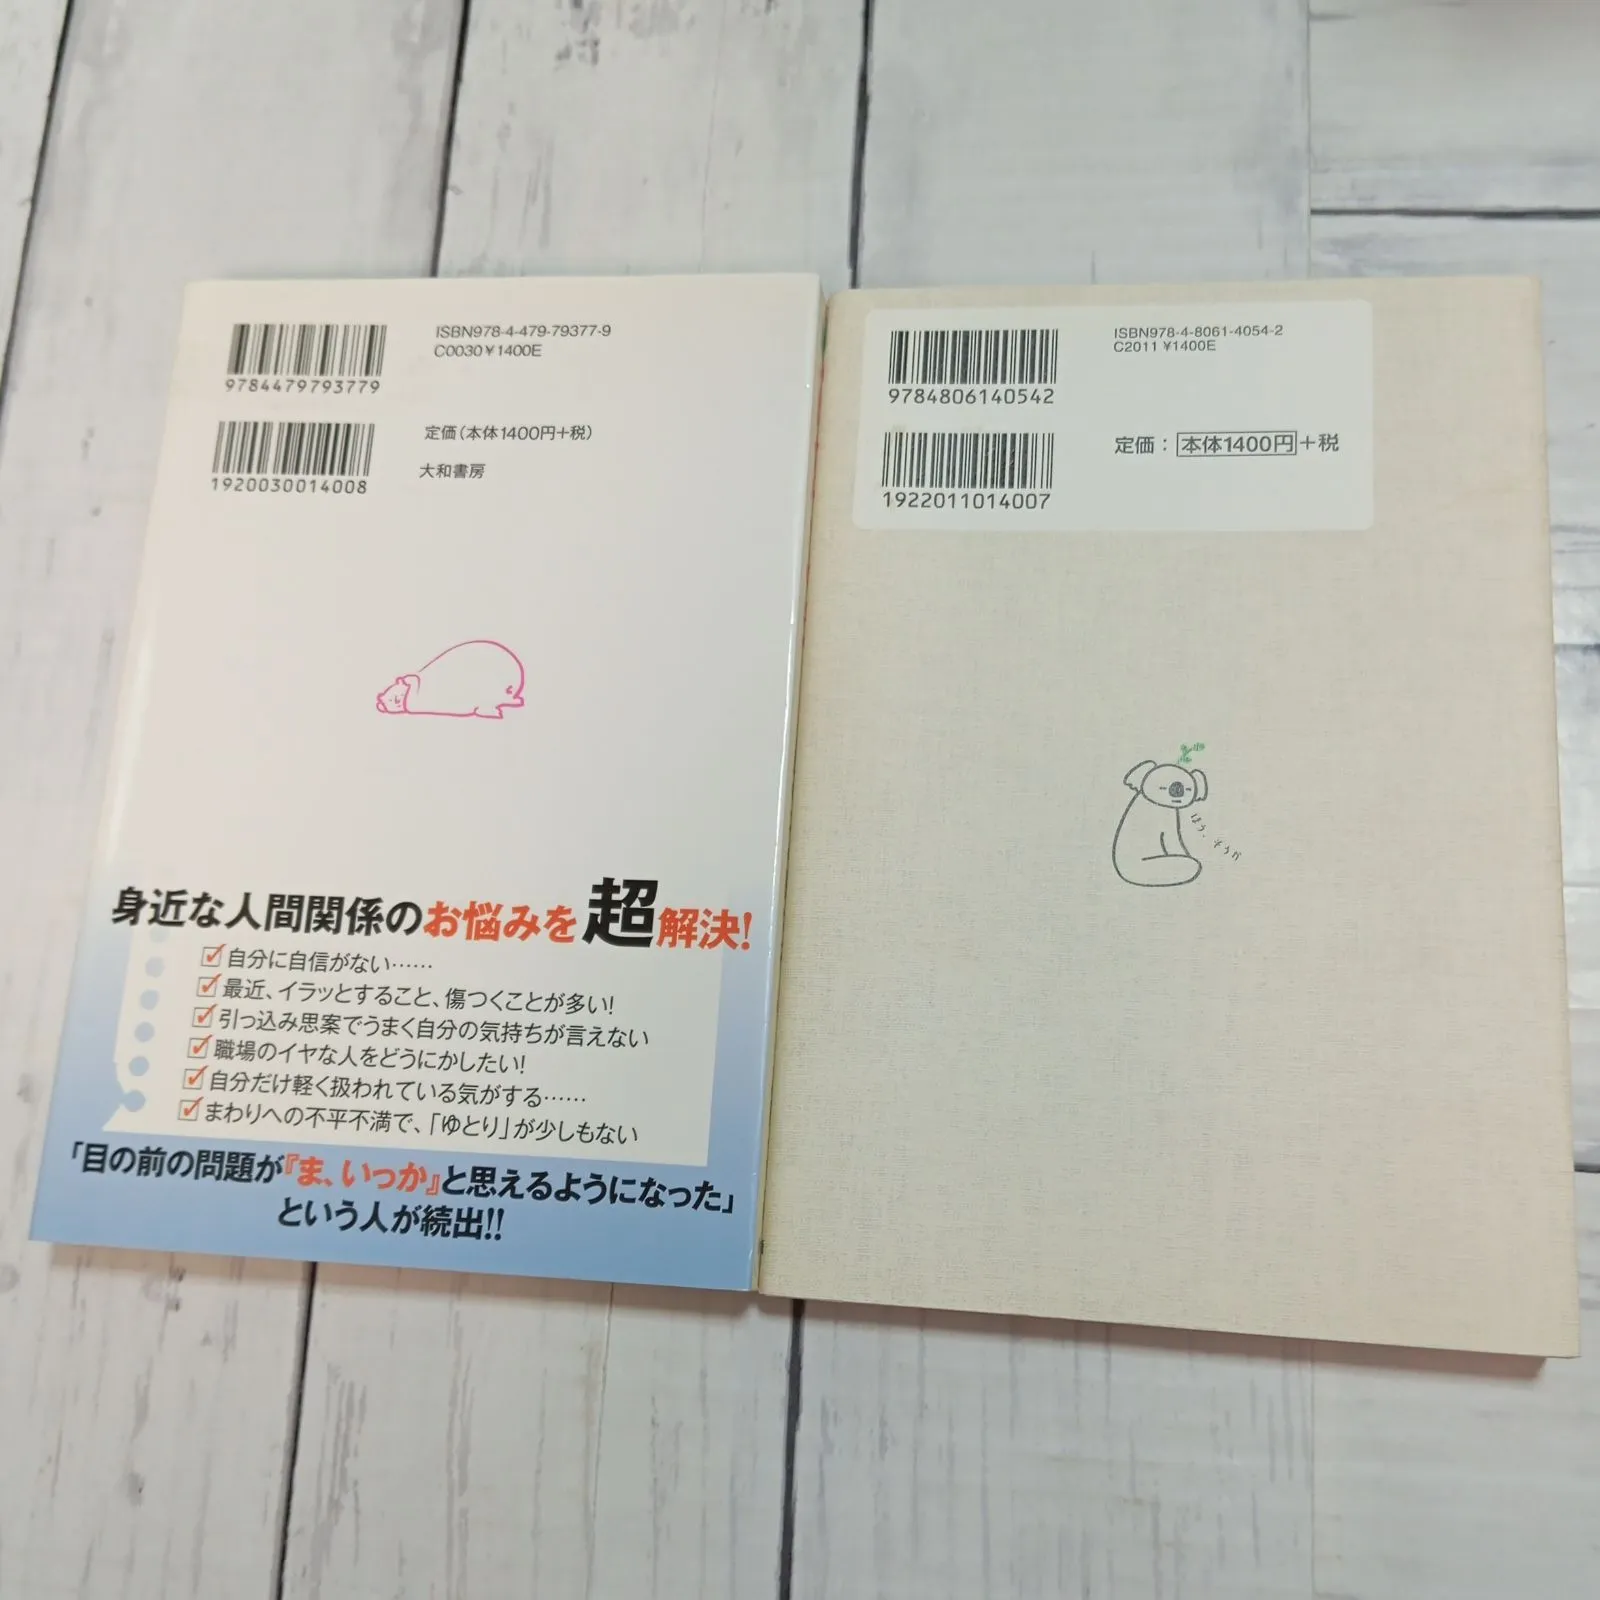 ISBN978-4-479-79377-9
C0030¥1400E
9784479793779
定価(本体1400円+税)
大和書房
1920030014008
身近な人間関係のお悩みを超解決!
自分に自信がない……
最近、イラッとすること、傷つくことが多い!
引っ込み思案でうまく自分の気持ちが言えない
職場のイヤな人をどうにかしたい!
自分だけ軽く扱われている気がする……
まわりへの不平不満で、「ゆとり」が少しもない
「目の前の問題が『ま、いっか』と思えるようになった」
という人が続出!!
ISBN978-4-8061-4054-2
C2011 ¥1400E
9784806140542
定価：本体1400円+税
1922011014007
ほう、そうか